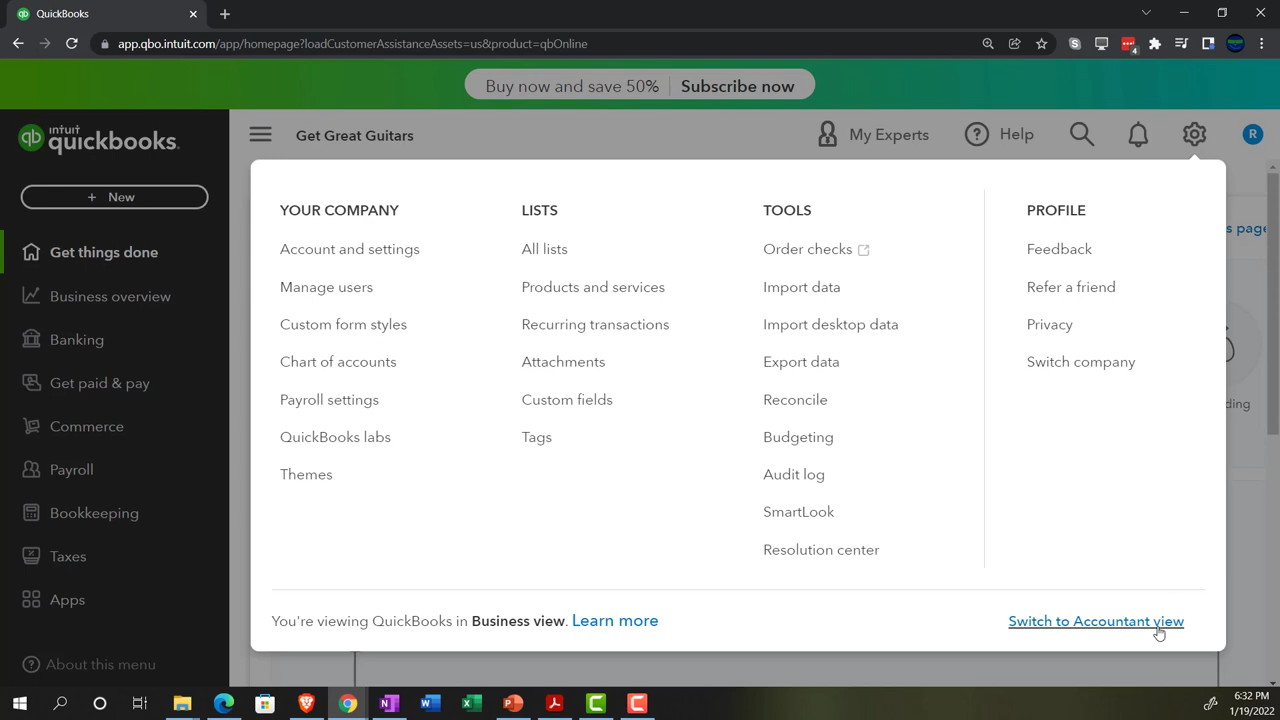 QuickBooks
app.qbo.intuit.com/app/homepage?loadCustomerAssistanceAssets=us&product=qbOnline
4
Buy now and save 50%
Subscribe now
intuit
quickbooks.
Get Great Guitars
My Experts
Help
R
+ New
Get things done
Business overview
Banking
Get paid & pay
Commerce
Payroll
Bookkeeping
Taxes
Apps
About this menu
YOUR COMPANY
Account and settings
Manage users
Custom form styles
Chart of accounts
Payroll settings
QuickBooks labs
Themes
LISTS
All lists
Products and services
Recurring transactions
Attachments
Custom fields
Tags
TOOLS
Order checks
Import data
Import desktop data
Export data
Reconcile
Budgeting
Audit log
SmartLook
Resolution center
PROFILE
Feedback
Refer a friend
Privacy
Switch company
s page
ding
You're viewing QuickBooks in Business view. Learn more
Switch to Accountant view
6:32 PM
1/19/2022